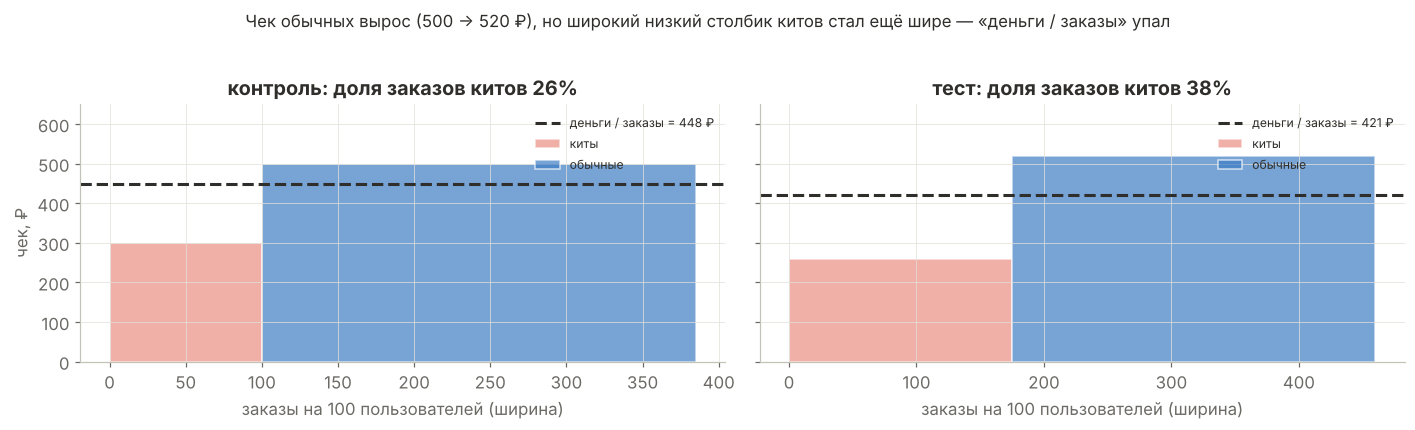 Чек обычных вырос (500 → 520 ₽), но широкий низкий столбик китов стал ещё шире — «деньги / заказы» упал
контроль: доля заказов китов 26%
деньги / заказы = 448 ₽
киты
обычные
чек, ₽
600
500
400
300
200
100
0
0 50 100 150 200 250 300 350 400
заказы на 100 пользователей (ширина)
тест: доля заказов китов 38%
деньги / заказы = 421 ₽
киты
обычные
0 100 200 300 400
заказы на 100 пользователей (ширина)